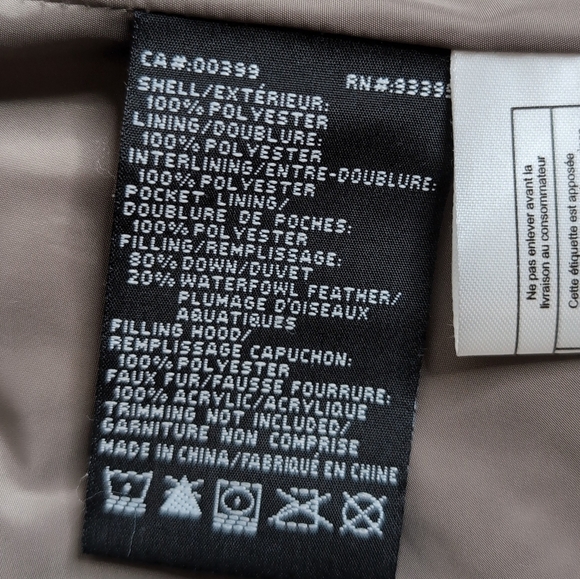 CA#:00399
RN#:9339
SHELL/EXTÉRIEUR:
100% POLYESTER
LINING/DOUBLURE:
100% POLYESTER
INTERLINING/ENTRE-DOUBLURE:
100% POLYESTER
POCKET LINING/
DOUBLURE DE POCHES:
100% POLYESTER
FILLING/REMPLISSAGE:
80% DOWN/DUVET
20% WATERFOWL FEATHER/
PLUMAGE D'OISEAUX
AQUATIQUES
FILLING HOOD/
REMPLISSAGE CAPUCHON:
100% POLYESTER
FAUX FUR/FAUSSE FOURRURE:
100% ACRYLIC/ACRYLIQUE
TRIMMING NOT INCLUDED/
GARNITURE NON COMPRISE
MADE IN CHINA/FABRIQUÉ EN CHINE
Ne pas enlever avant la
livraison au consommateur
Cette étiquette est apposée